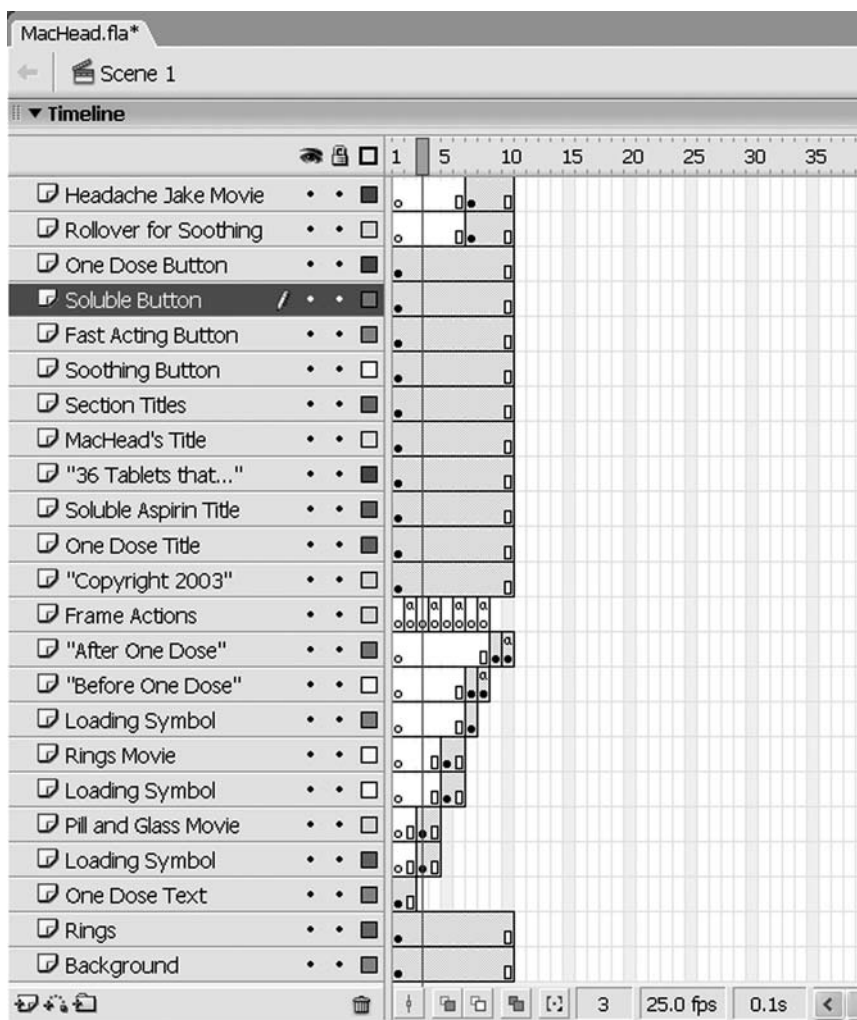 MacHead.fla*
Scene 1
Timeline
1 5 10 15 20 25 30 35
Headache Jake Movie
Rollover for Soothing
One Dose Button
Soluble Button
Fast Acting Button
Soothing Button
Section Titles
MacHead's Title
"36 Tablets that..."
Soluble Aspirin Title
One Dose Title
"Copyright 2003"
Frame Actions
"After One Dose"
"Before One Dose"
Loading Symbol
Rings Movie
Loading Symbol
Pill and Glass Movie
Loading Symbol
One Dose Text
Rings
Background
3 25.0 fps 0.1s